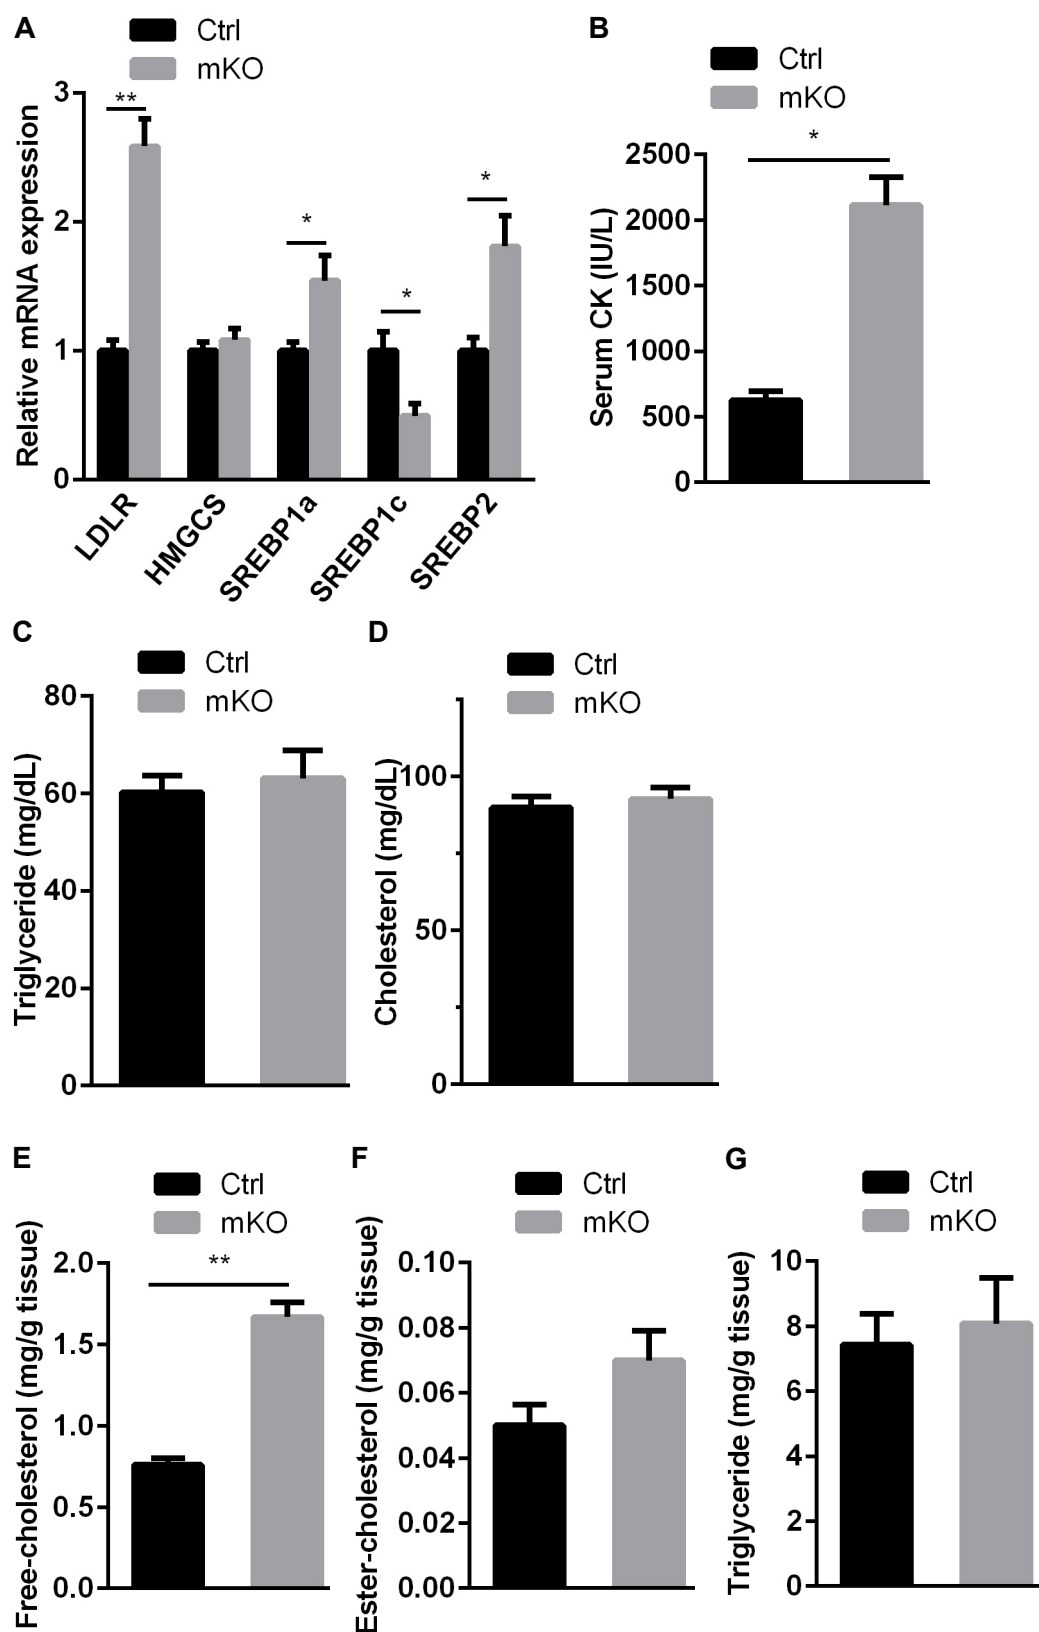 A
Ctrl
mKO
Relative mRNA expression
3
2
1
0
**
*
*
*
LDLR
HMGCS
SREBP1a
SREBP1c
SREBP2
B
Ctrl
mKO
Serum CK (IU/L)
2500
2000
1500
1000
500
0
*
C
Ctrl
mKO
Triglyceride (mg/dL)
80
60
40
20
0
D
Ctrl
mKO
Cholesterol (mg/dL)
100
50
0
E
Ctrl
mKO
Free-cholesterol (mg/g tissue)
2.0
1.5
1.0
0.5
0.0
**
F
Ctrl
mKO
Ester-cholesterol (mg/g tissue)
0.10
0.08
0.06
0.04
0.02
0.00
G
Ctrl
mKO
Triglyceride (mg/g tissue)
10
8
6
4
2
0